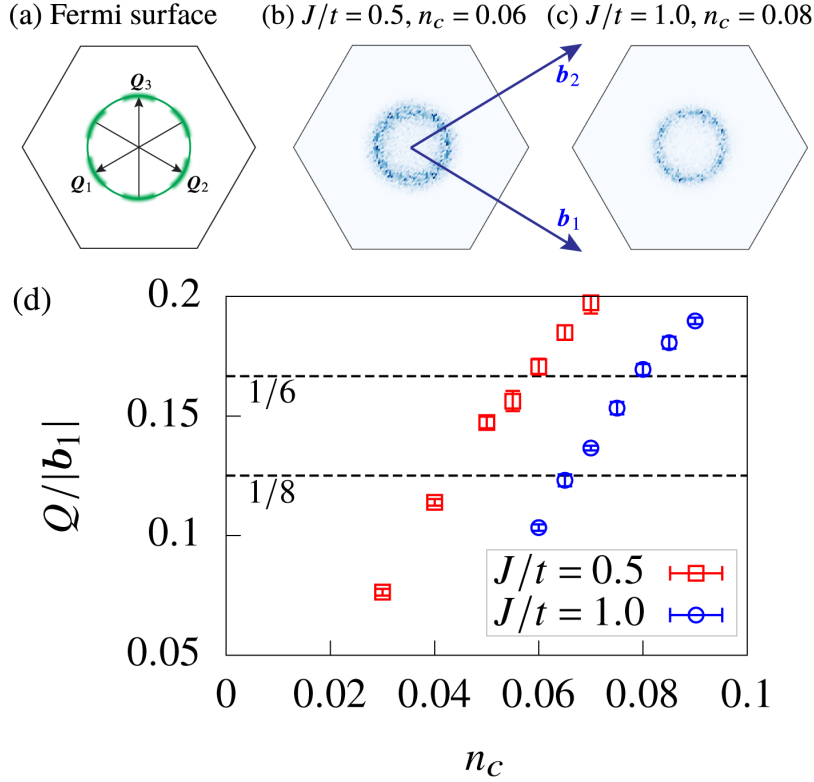 (a) Fermi surface
(b) J/t = 0.5, n_c = 0.06
(c) J/t = 1.0, n_c = 0.08
Q_3
Q_1
Q_2
b_2
b_1
(d)
0.2
0.15
0.1
0.05
Q/|b_1|
1/6
1/8
J/t = 0.5
J/t = 1.0
0
0.02
0.04
0.06
0.08
0.1
n_c